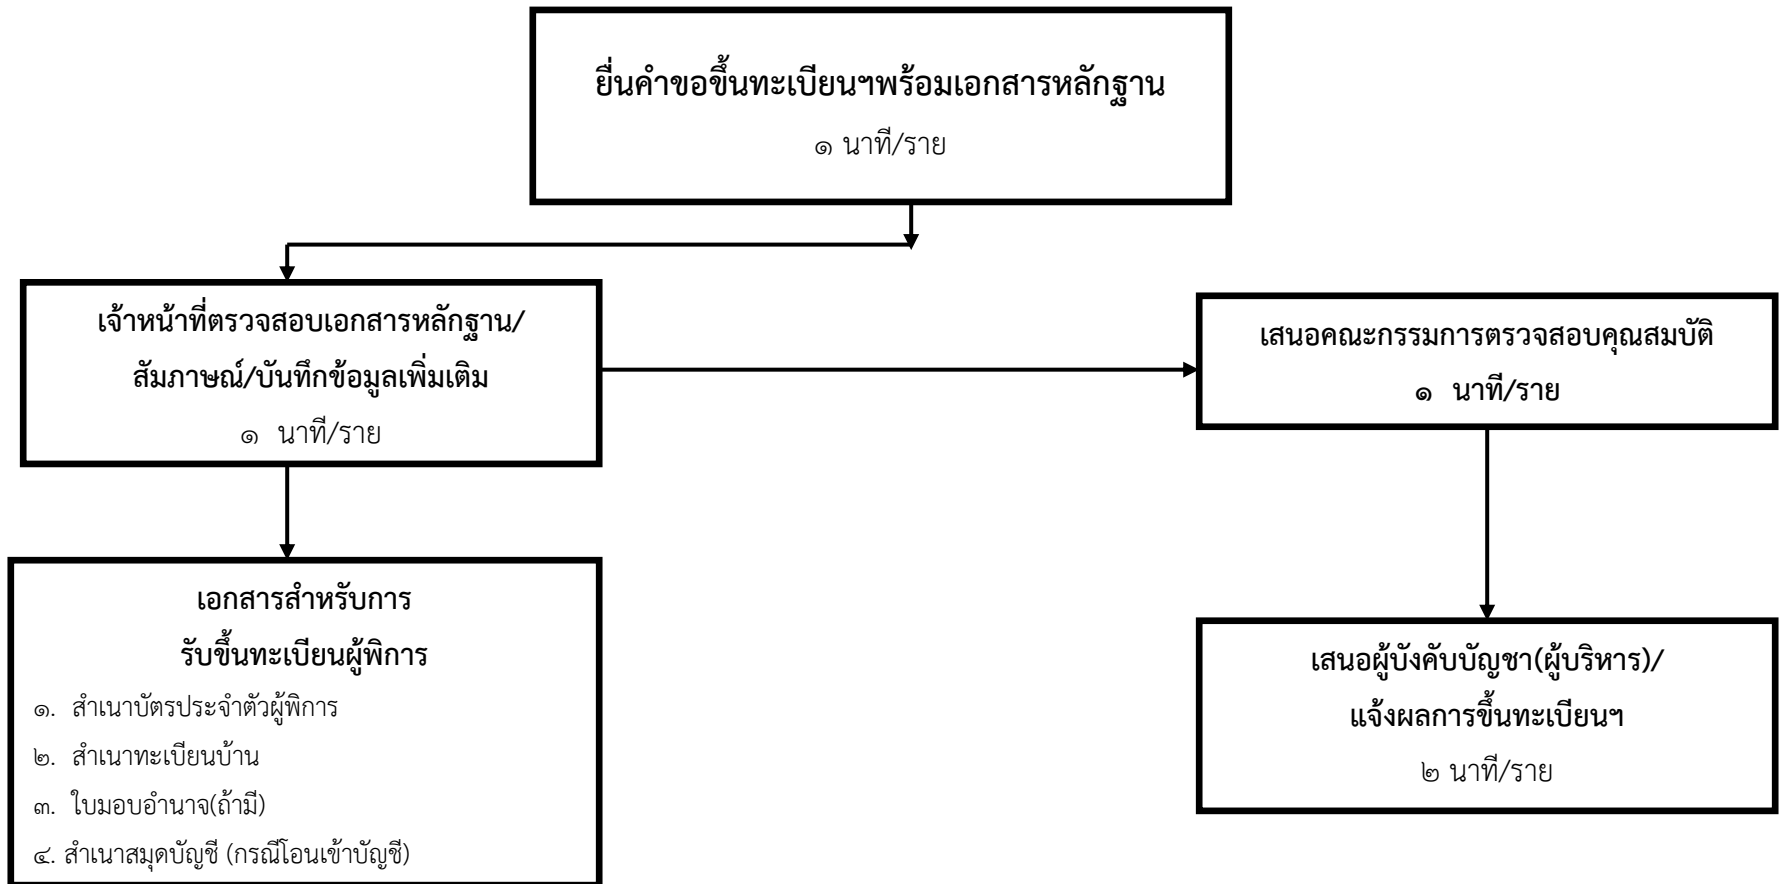 ยื่นคำขอขึ้นทะเบียนฯพร้อมเอกสารหลักฐาน
๑ นาที/ราย
เจ้าหน้าที่ตรวจสอบเอกสารหลักฐาน/
สัมภาษณ์/บันทึกข้อมูลเพิ่มเติม
๑ นาที/ราย
เสนอคณะกรรมการตรวจสอบคุณสมบัติ
๑ นาที/ราย
เอกสารสำหรับการ
รับขึ้นทะเบียนผู้พิการ
๑. สำเนาบัตรประจำตัวผู้พิการ
๒. สำเนาทะเบียนบ้าน
๓. ใบมอบอำนาจ(ถ้ามี)
๔. สำเนาสมุดบัญชี (กรณีโอนเข้าบัญชี)
เสนอผู้บังคับบัญชา(ผู้บริหาร)/
แจ้งผลการขึ้นทะเบียนฯ
๒ นาที/ราย